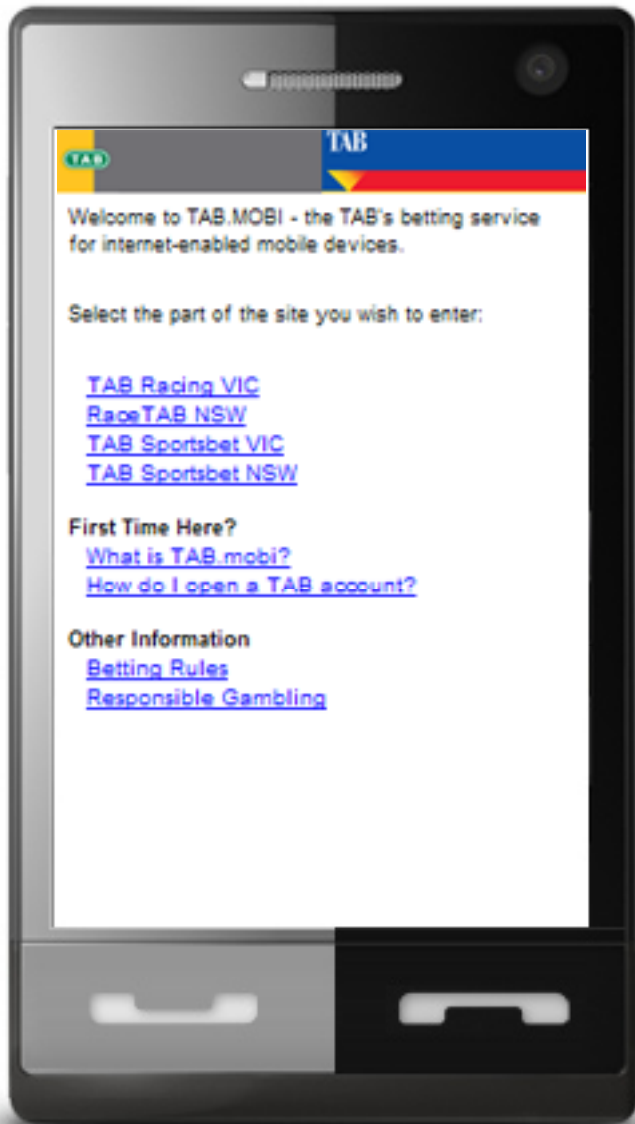 TAB
TAB
Welcome to TAB.MOBI - the TAB's betting service
for internet-enabled mobile devices.
Select the part of the site you wish to enter:
TAB Racing VIC
RaceTAB NSW
TAB Sportsbet VIC
TAB Sportsbet NSW
First Time Here?
What is TAB.mobi?
How do I open a TAB account?
Other Information
Betting Rules
Responsible Gambling